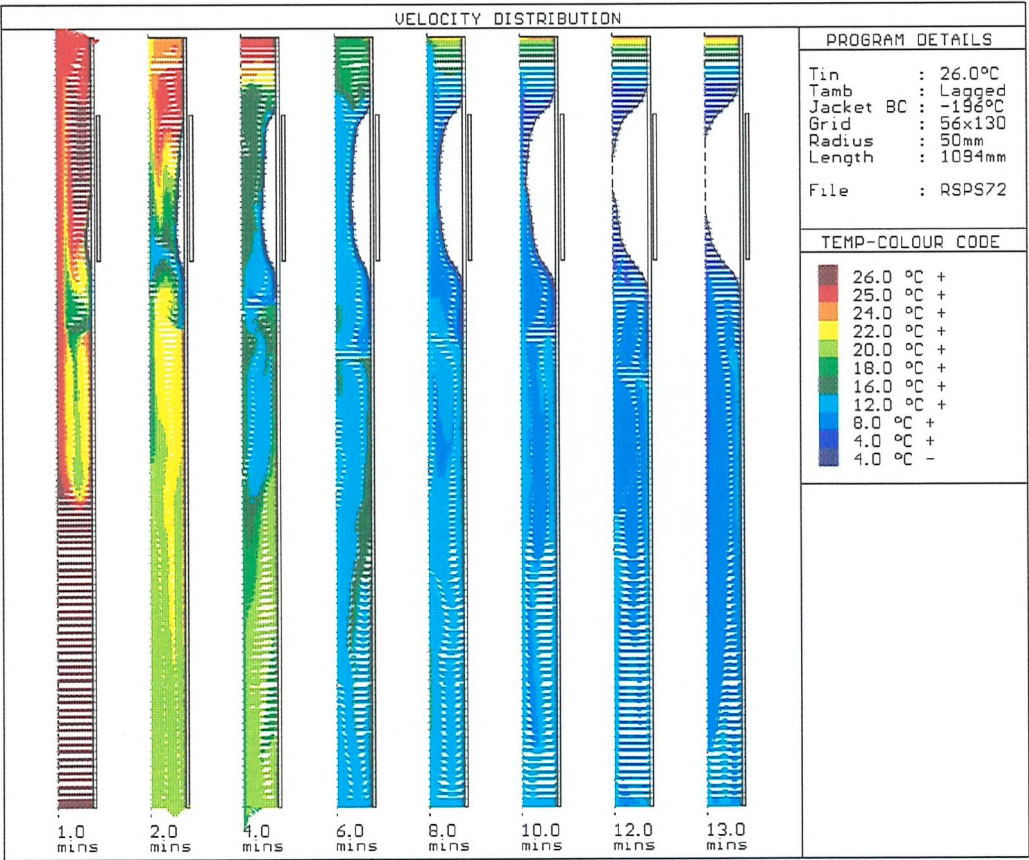 VELOCITY DISTRIBUTION
PROGRAM DETAILS
Tin : 26.0°C
Tamb : Lagged
Jacket BC : -196°C
Grid : 56x130
Radius : 50mm
Length : 1094mm
File : RSPS72
TEMP-COLOUR CODE
26.0 °C +
25.0 °C +
24.0 °C +
22.0 °C +
20.0 °C +
18.0 °C +
16.0 °C +
12.0 °C +
8.0 °C +
4.0 °C +
4.0 °C -
1.0 mins
2.0 mins
4.0 mins
6.0 mins
8.0 mins
10.0 mins
12.0 mins
13.0 mins